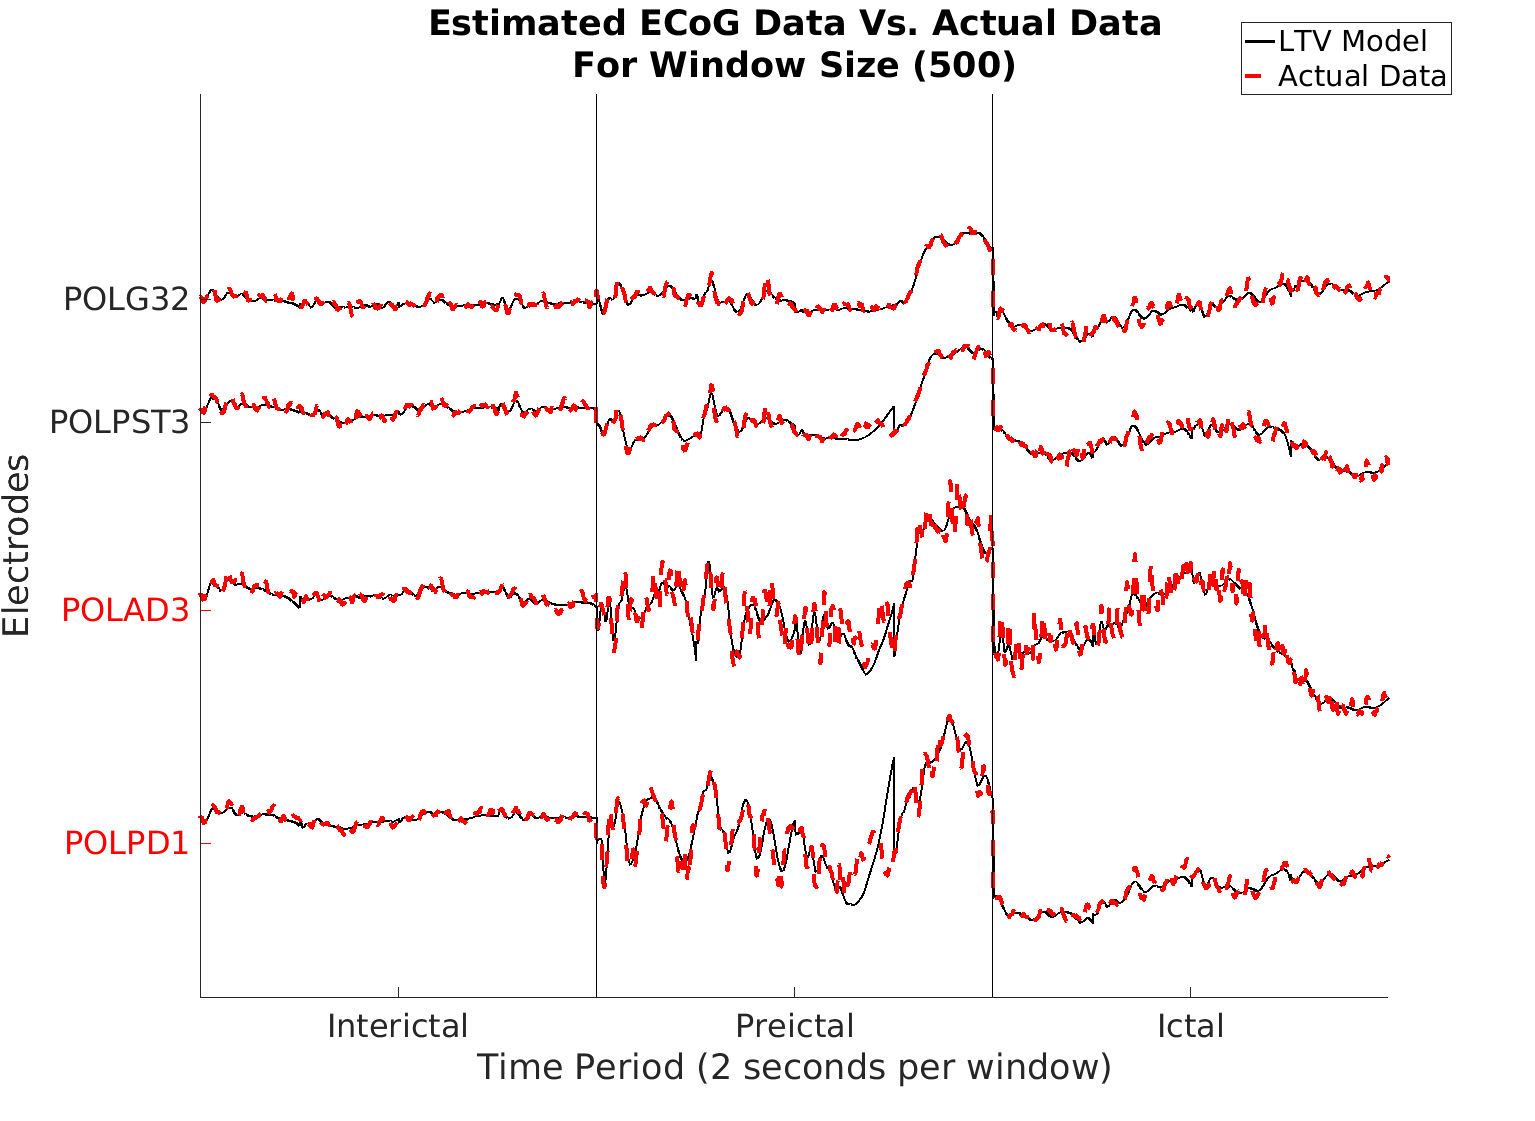 Estimated ECoG Data Vs. Actual Data
For Window Size (500)
LTV Model
Actual Data
Electrodes
POLG32
POLPST3
POLAD3
POLPD1
Interictal
Preictal
Ictal
Time Period (2 seconds per window)